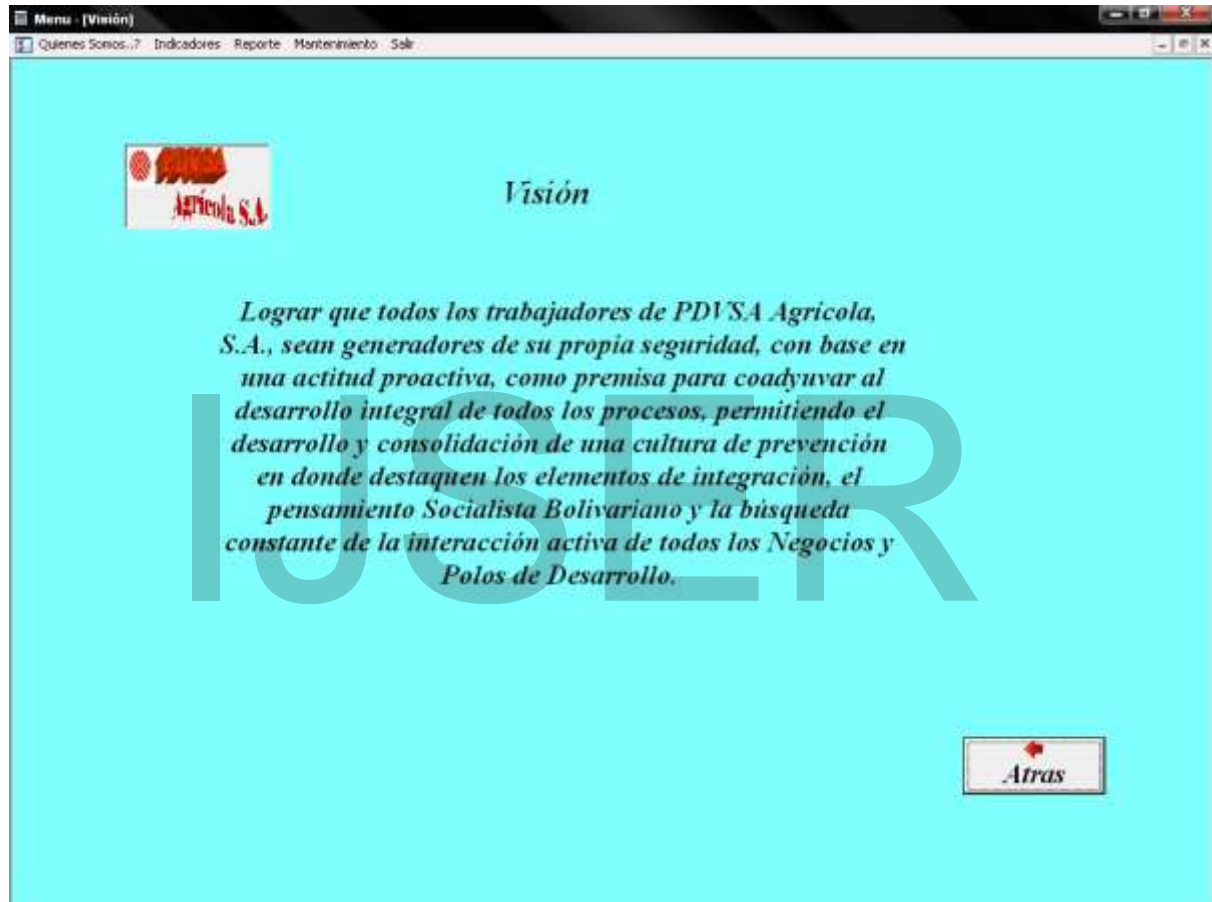 Menu - [Visión]
Quienes Somos..? Indicadores Reporte Mantenimiento Salir
PDVSA
Agrícola S.A.
Visión
Lograr que todos los trabajadores de PDVSA Agrícola,
S.A., sean generadores de su propia seguridad, con base en
una actitud proactiva, como premisa para coadyuvar al
desarrollo integral de todos los procesos, permitiendo el
desarrollo y consolidación de una cultura de prevención
en donde destaquen los elementos de integración, el
pensamiento Socialista Bolivariano y la búsqueda
constante de la interacción activa de todos los Negocios y
Polos de Desarrollo.
IJSER
Atras